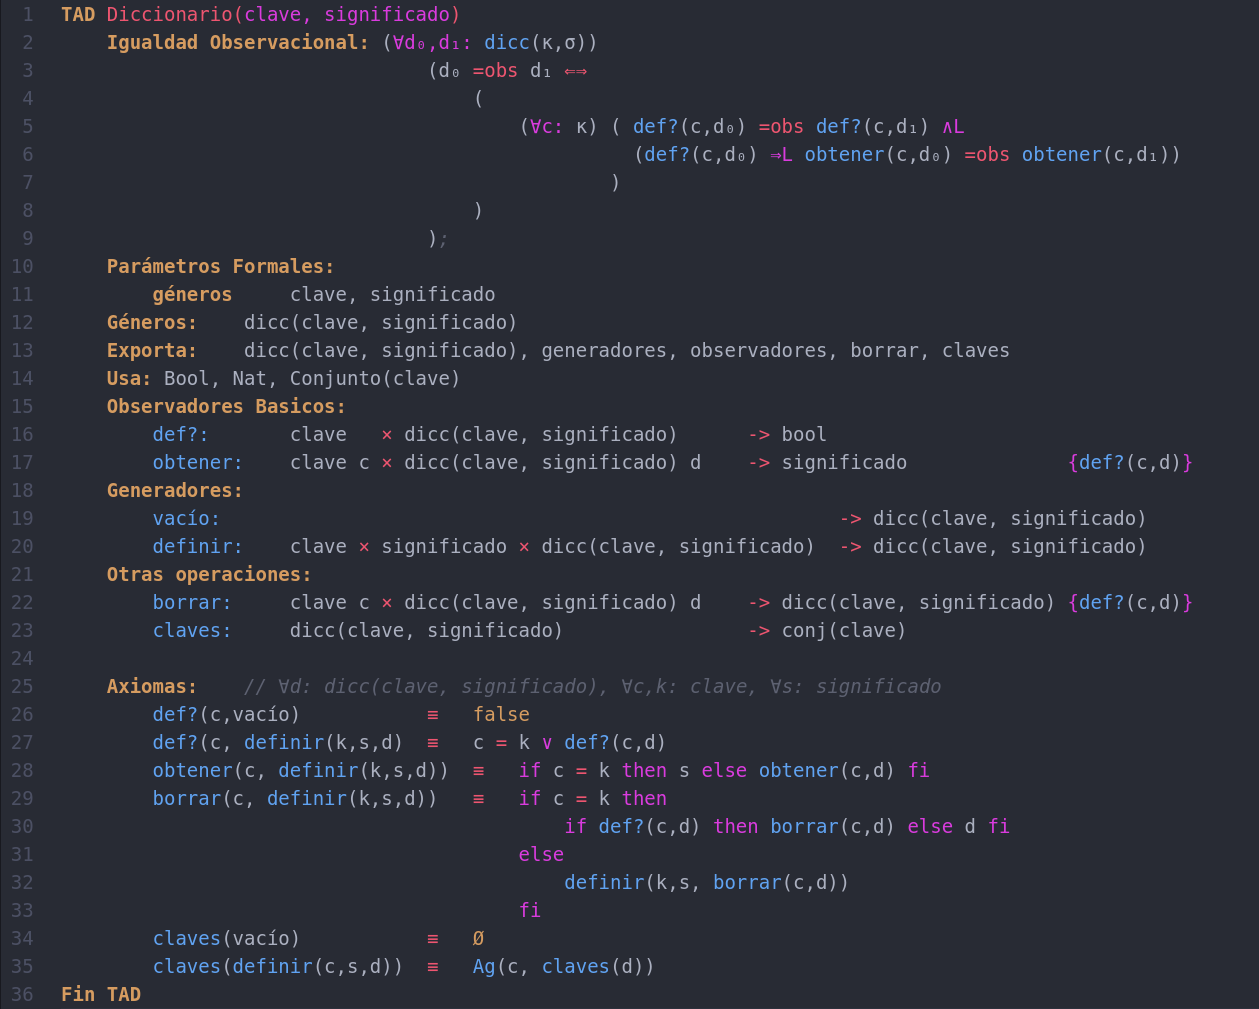 1 TAD Diccionario(clave, significado)
2 Igualdad Observacional: (∀d₀,d₁: dicc(κ,σ))
3 (d₀ =obs d₁ ⇐⇒
4 (
5 (∀c: κ) ( def?(c,d₀) =obs def?(c,d₁) ∧L
6 (def?(c,d₀) ⇒L obtener(c,d₀) =obs obtener(c,d₁))
7 )
8 )
9 );
10 Parámetros Formales:
11 géneros clave, significado
12 Géneros: dicc(clave, significado)
13 Exporta: dicc(clave, significado), generadores, observadores, borrar, claves
14 Usa: Bool, Nat, Conjunto(clave)
15 Observadores Basicos:
16 def?: clave × dicc(clave, significado) -> bool
17 obtener: clave c × dicc(clave, significado) d -> significado {def?(c,d)}
18 Generadores:
19 vacío: -> dicc(clave, significado)
20 definir: clave × significado × dicc(clave, significado) -> dicc(clave, significado)
21 Otras operaciones:
22 borrar: clave c × dicc(clave, significado) d -> dicc(clave, significado) {def?(c,d)}
23 claves: dicc(clave, significado) -> conj(clave)
24
25 Axiomas: // ∀d: dicc(clave, significado), ∀c,k: clave, ∀s: significado
26 def?(c,vacío) ≡ false
27 def?(c, definir(k,s,d) ≡ c = k ∨ def?(c,d)
28 obtener(c, definir(k,s,d)) ≡ if c = k then s else obtener(c,d) fi
29 borrar(c, definir(k,s,d)) ≡ if c = k then
30 if def?(c,d) then borrar(c,d) else d fi
31 else
32 definir(k,s, borrar(c,d))
33 fi
34 claves(vacío) ≡ Ø
35 claves(definir(c,s,d)) ≡ Ag(c, claves(d))
36 Fin TAD